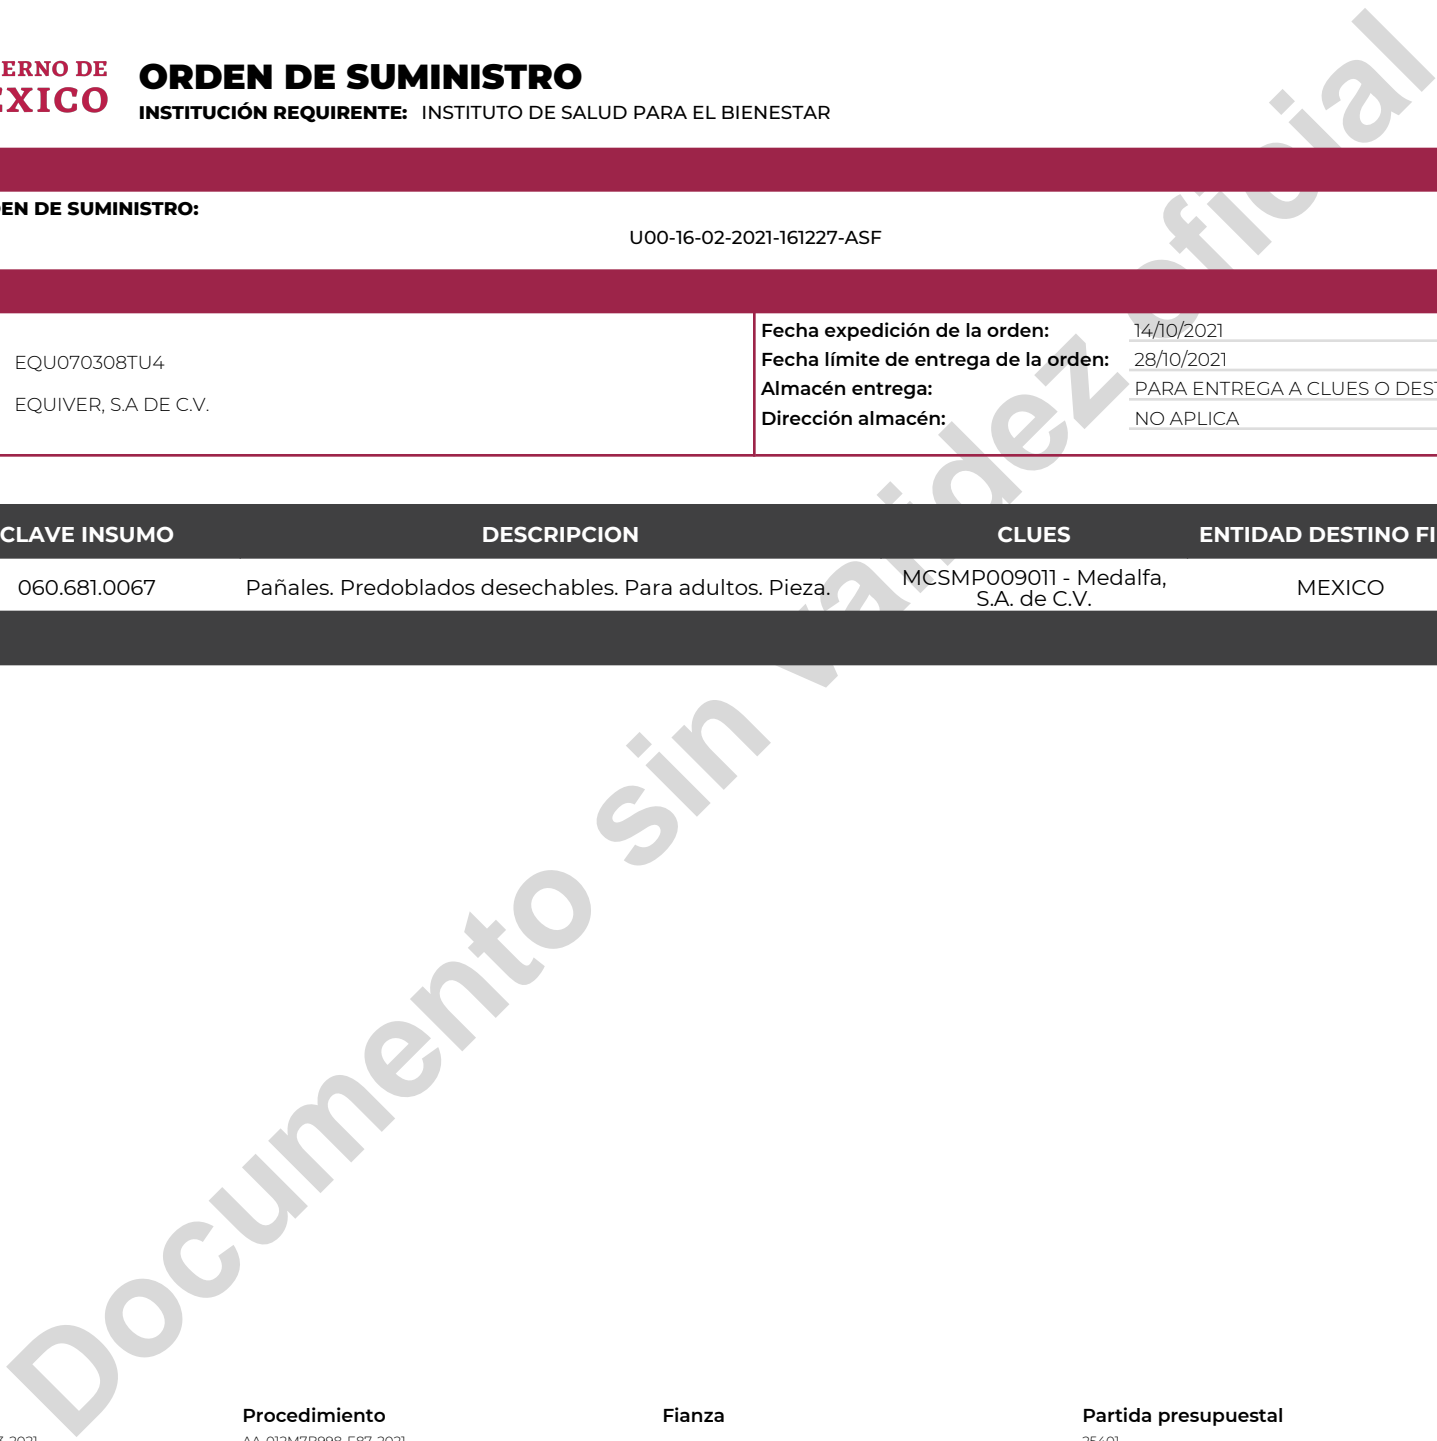 ERNO DE
EXICO
ORDEN DE SUMINISTRO
INSTITUCIÓN REQUIRENTE: INSTITUTO DE SALUD PARA EL BIENESTAR
EN DE SUMINISTRO:
U00-16-02-2021-161227-ASF
EQU070308TU4
EQUIVER, S.A DE C.V.
Fecha expedición de la orden: 14/10/2021
Fecha límite de entrega de la orden: 28/10/2021
Almacén entrega: PARA ENTREGA A CLUES O DEST
Dirección almacén: NO APLICA
CLAVE INSUMO DESCRIPCION CLUES ENTIDAD DESTINO FI
060.681.0067 Pañales. Predoblados desechables. Para adultos. Pieza. MCSMP009011 - Medalfa, S.A. de C.V. MEXICO
Documento sin validez oficial
Procedimiento Fianza Partida presupuestal